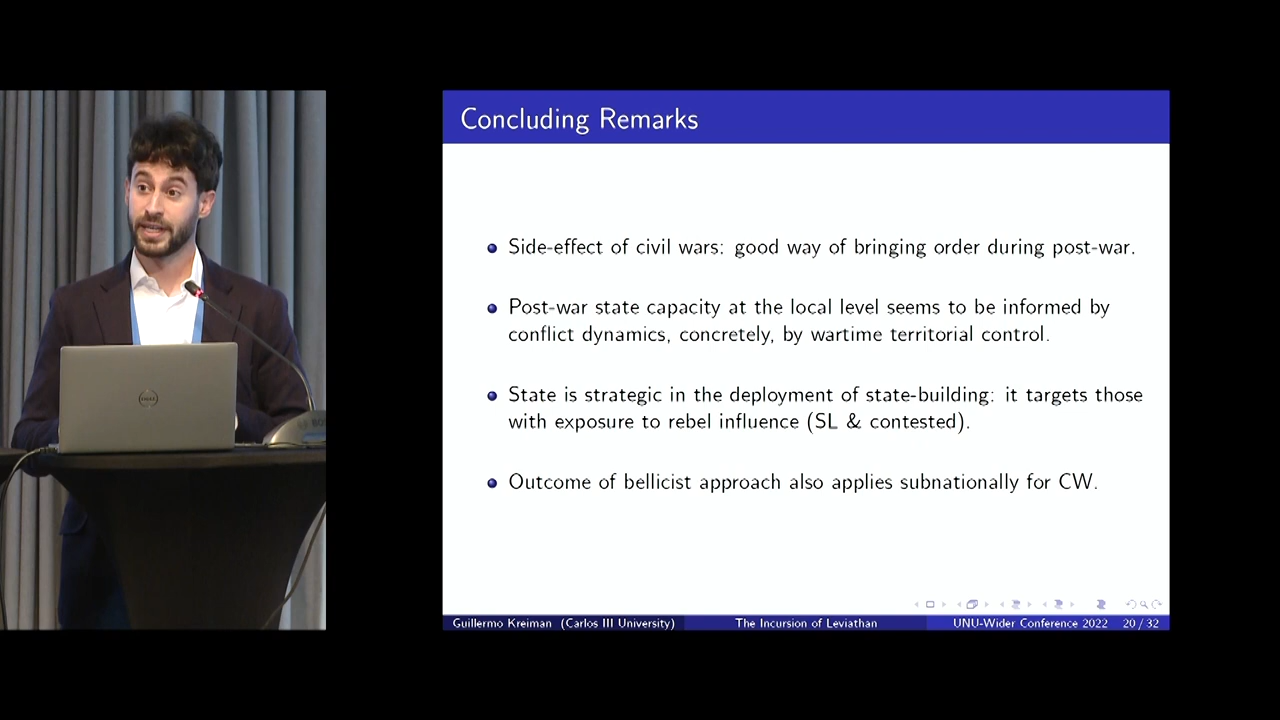 Concluding Remarks
Side-effect of civil wars: good way of bringing order during post-war.
Post-war state capacity at the local level seems to be informed by
conflict dynamics, concretely, by wartime territorial control.
State is strategic in the deployment of state-building: it targets those
with exposure to rebel influence (SL & contested).
Outcome of bellicist approach also applies subnationally for CW.
Guillermo Kreiman (Carlos III University) The Incursion of Leviathan UNU-Wider Conference 2022 20 / 32
DELL